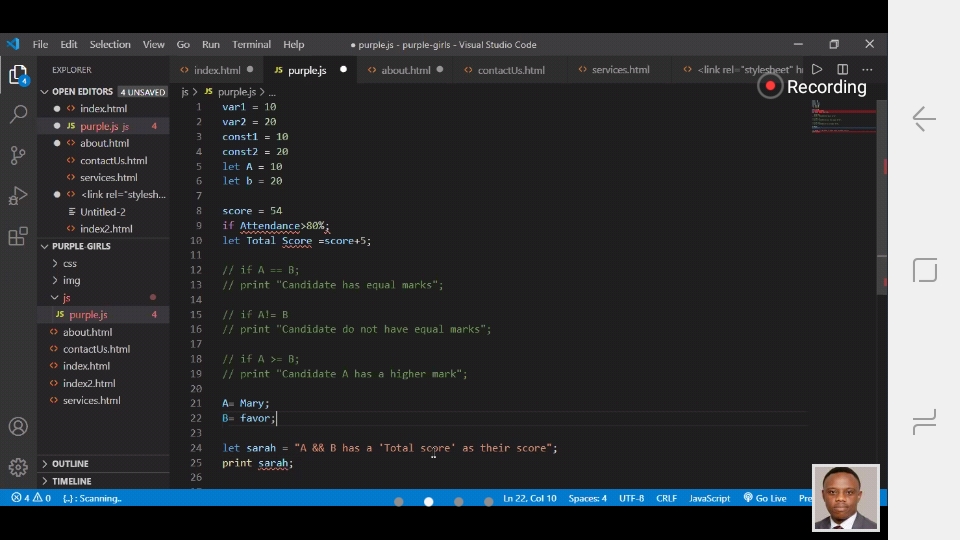 File Edit Selection View Go Run Terminal Help
● purple.js - purple-girls - Visual Studio Code
EXPLORER
index.html ● JS purple.js ● about.html ● contactUs.html services.html <link rel="stylesheet" h
Recording
OPEN EDITORS 4 UNSAVED
js > JS purple.js > ...
4
● index.html
● JS purple.js js 4
● about.html
contactUs.html
services.html
● <link rel="stylesh...
Untitled-2
index2.html
PURPLE-GIRLS
css
img
js
JS purple.js 4
about.html
contactUs.html
index.html
index2.html
services.html
OUTLINE
TIMELINE
1 var1 = 10
2 var2 = 20
3 const1 = 10
4 const2 = 20
5 let A = 10
6 let b = 20
7
8 score = 54
9 if Attendance>80%;
10 let Total Score =score+5;
11
12 // if A == B;
13 // print "Candidate has equal marks";
14
15 // if A!= B
16 // print "Candidate do not have equal marks";
17
18 // if A >= B;
19 // print "Candidate A has a higher mark";
20
21 A= Mary;
22 B= favor;
23
24 let sarah = "A && B has a 'Total score' as their score";
25 print sarah;
26
4 0 {..} : Scanning.. Ln 22, Col 10 Spaces: 4 UTF-8 CRLF JavaScript Go Live Pre